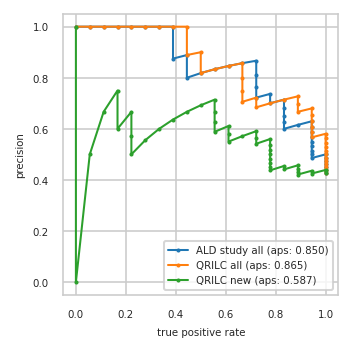 1.0
0.8
0.6
0.4
0.2
0.0
precision
0.0 0.2 0.4 0.6 0.8 1.0
true positive rate
ALD study all (aps: 0.850)
QRILC all (aps: 0.865)
QRILC new (aps: 0.587)